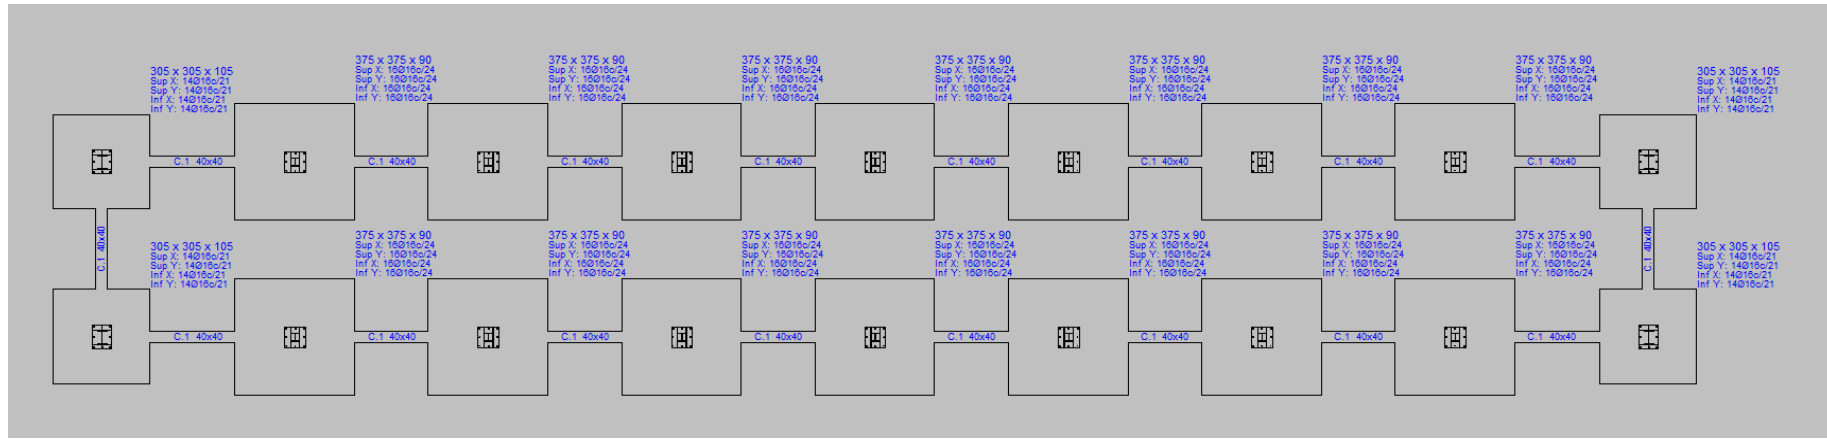 305 x 305 x 105
Sup X: 14Ø16c/21
Sup Y: 14Ø16c/21
Inf X: 14Ø16c/21
Inf Y: 14Ø16c/21
375 x 375 x 90
Sup X: 16Ø16c/24
Sup Y: 16Ø16c/24
Inf X: 16Ø16c/24
Inf Y: 16Ø16c/24
375 x 375 x 90
Sup X: 16Ø16c/24
Sup Y: 16Ø16c/24
Inf X: 16Ø16c/24
Inf Y: 16Ø16c/24
375 x 375 x 90
Sup X: 16Ø16c/24
Sup Y: 16Ø16c/24
Inf X: 16Ø16c/24
Inf Y: 16Ø16c/24
375 x 375 x 90
Sup X: 16Ø16c/24
Sup Y: 16Ø16c/24
Inf X: 16Ø16c/24
Inf Y: 16Ø16c/24
375 x 375 x 90
Sup X: 16Ø16c/24
Sup Y: 16Ø16c/24
Inf X: 16Ø16c/24
Inf Y: 16Ø16c/24
375 x 375 x 90
Sup X: 16Ø16c/24
Sup Y: 16Ø16c/24
Inf X: 16Ø16c/24
Inf Y: 16Ø16c/24
375 x 375 x 90
Sup X: 16Ø16c/24
Sup Y: 16Ø16c/24
Inf X: 16Ø16c/24
Inf Y: 16Ø16c/24
305 x 305 x 105
Sup X: 14Ø16c/21
Sup Y: 14Ø16c/21
Inf X: 14Ø16c/21
Inf Y: 14Ø16c/21
C.1 40x40
C.1 40x40
C.1 40x40
C.1 40x40
C.1 40x40
C.1 40x40
C.1 40x40
C.1 40x40
C.1 40x40
C.1 40x40
305 x 305 x 105
Sup X: 14Ø16c/21
Sup Y: 14Ø16c/21
Inf X: 14Ø16c/21
Inf Y: 14Ø16c/21
375 x 375 x 90
Sup X: 16Ø16c/24
Sup Y: 16Ø16c/24
Inf X: 16Ø16c/24
Inf Y: 16Ø16c/24
375 x 375 x 90
Sup X: 16Ø16c/24
Sup Y: 16Ø16c/24
Inf X: 16Ø16c/24
Inf Y: 16Ø16c/24
375 x 375 x 90
Sup X: 16Ø16c/24
Sup Y: 16Ø16c/24
Inf X: 16Ø16c/24
Inf Y: 16Ø16c/24
375 x 375 x 90
Sup X: 16Ø16c/24
Sup Y: 16Ø16c/24
Inf X: 16Ø16c/24
Inf Y: 16Ø16c/24
375 x 375 x 90
Sup X: 16Ø16c/24
Sup Y: 16Ø16c/24
Inf X: 16Ø16c/24
Inf Y: 16Ø16c/24
375 x 375 x 90
Sup X: 16Ø16c/24
Sup Y: 16Ø16c/24
Inf X: 16Ø16c/24
Inf Y: 16Ø16c/24
375 x 375 x 90
Sup X: 16Ø16c/24
Sup Y: 16Ø16c/24
Inf X: 16Ø16c/24
Inf Y: 16Ø16c/24
305 x 305 x 105
Sup X: 14Ø16c/21
Sup Y: 14Ø16c/21
Inf X: 14Ø16c/21
Inf Y: 14Ø16c/21
C.1 40x40
C.1 40x40
C.1 40x40
C.1 40x40
C.1 40x40
C.1 40x40
C.1 40x40
C.1 40x40